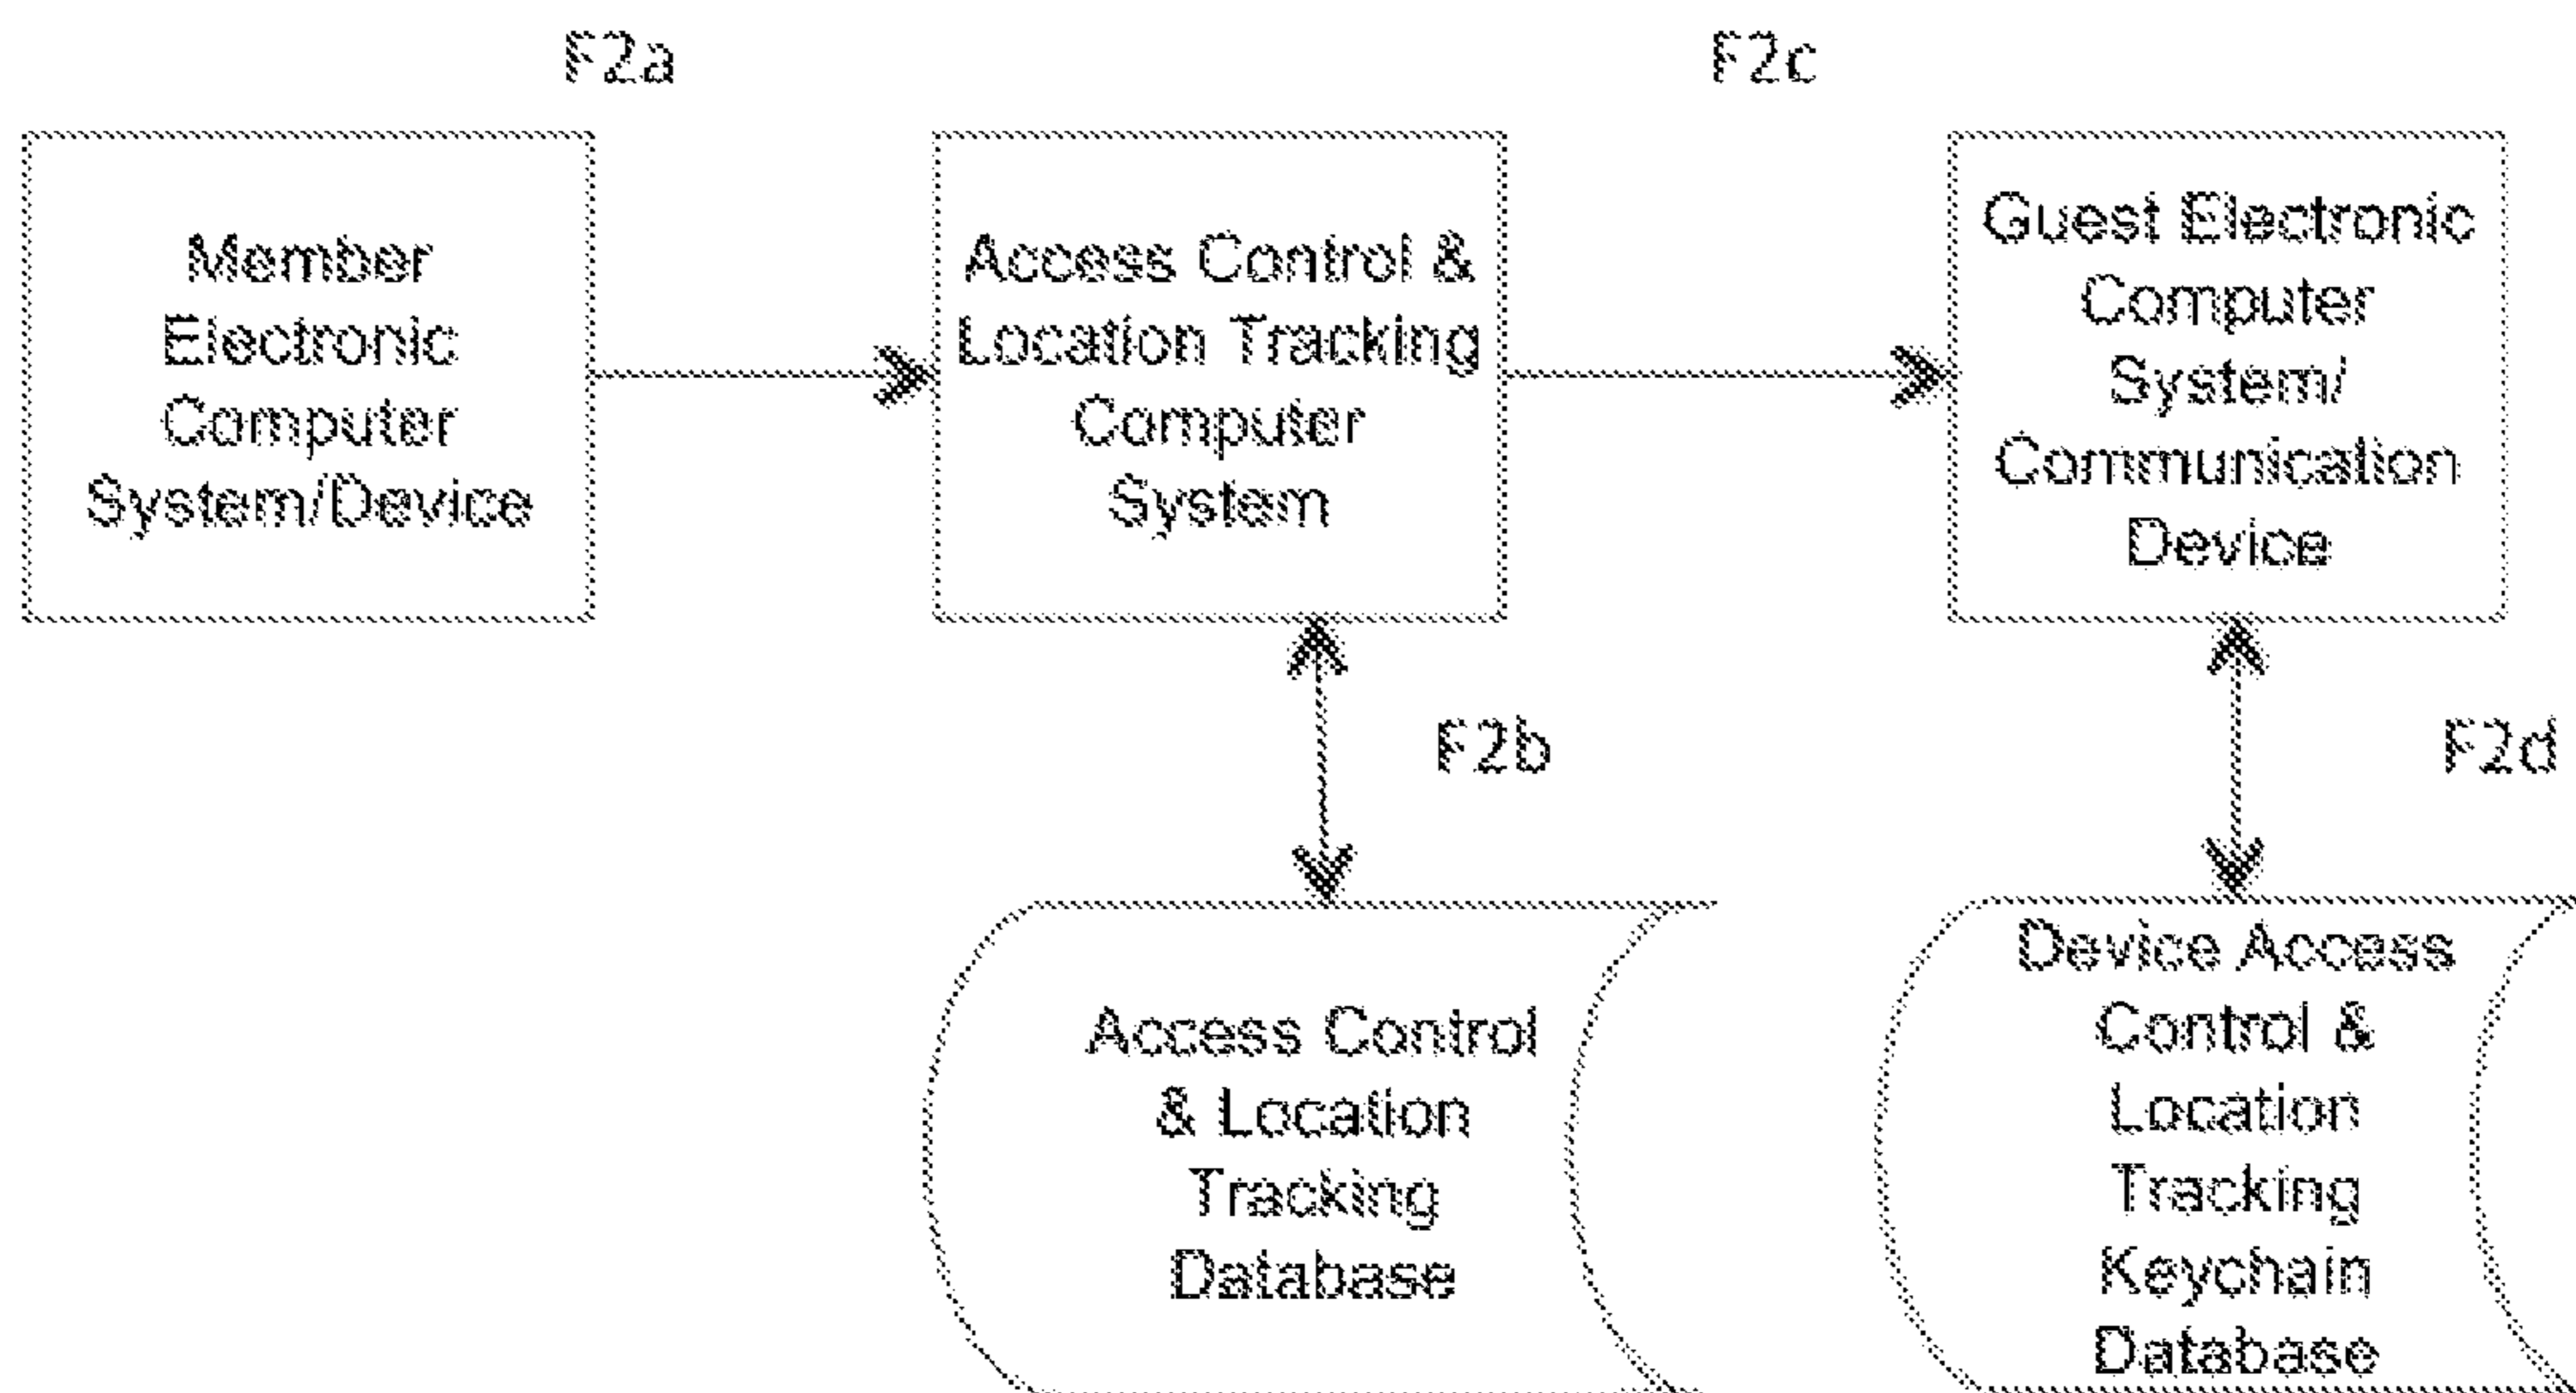 F2a
F2c
Member
Electronic
Computer
System/Device
Access Control &
Location Tracking
Computer
System
Guest Electronic
Computer
System/
Communication
Device
F2b
F2d
Access Control
& Location
Tracking
Database
Device Access
Control &
Location
Tracking
Keychain
Database